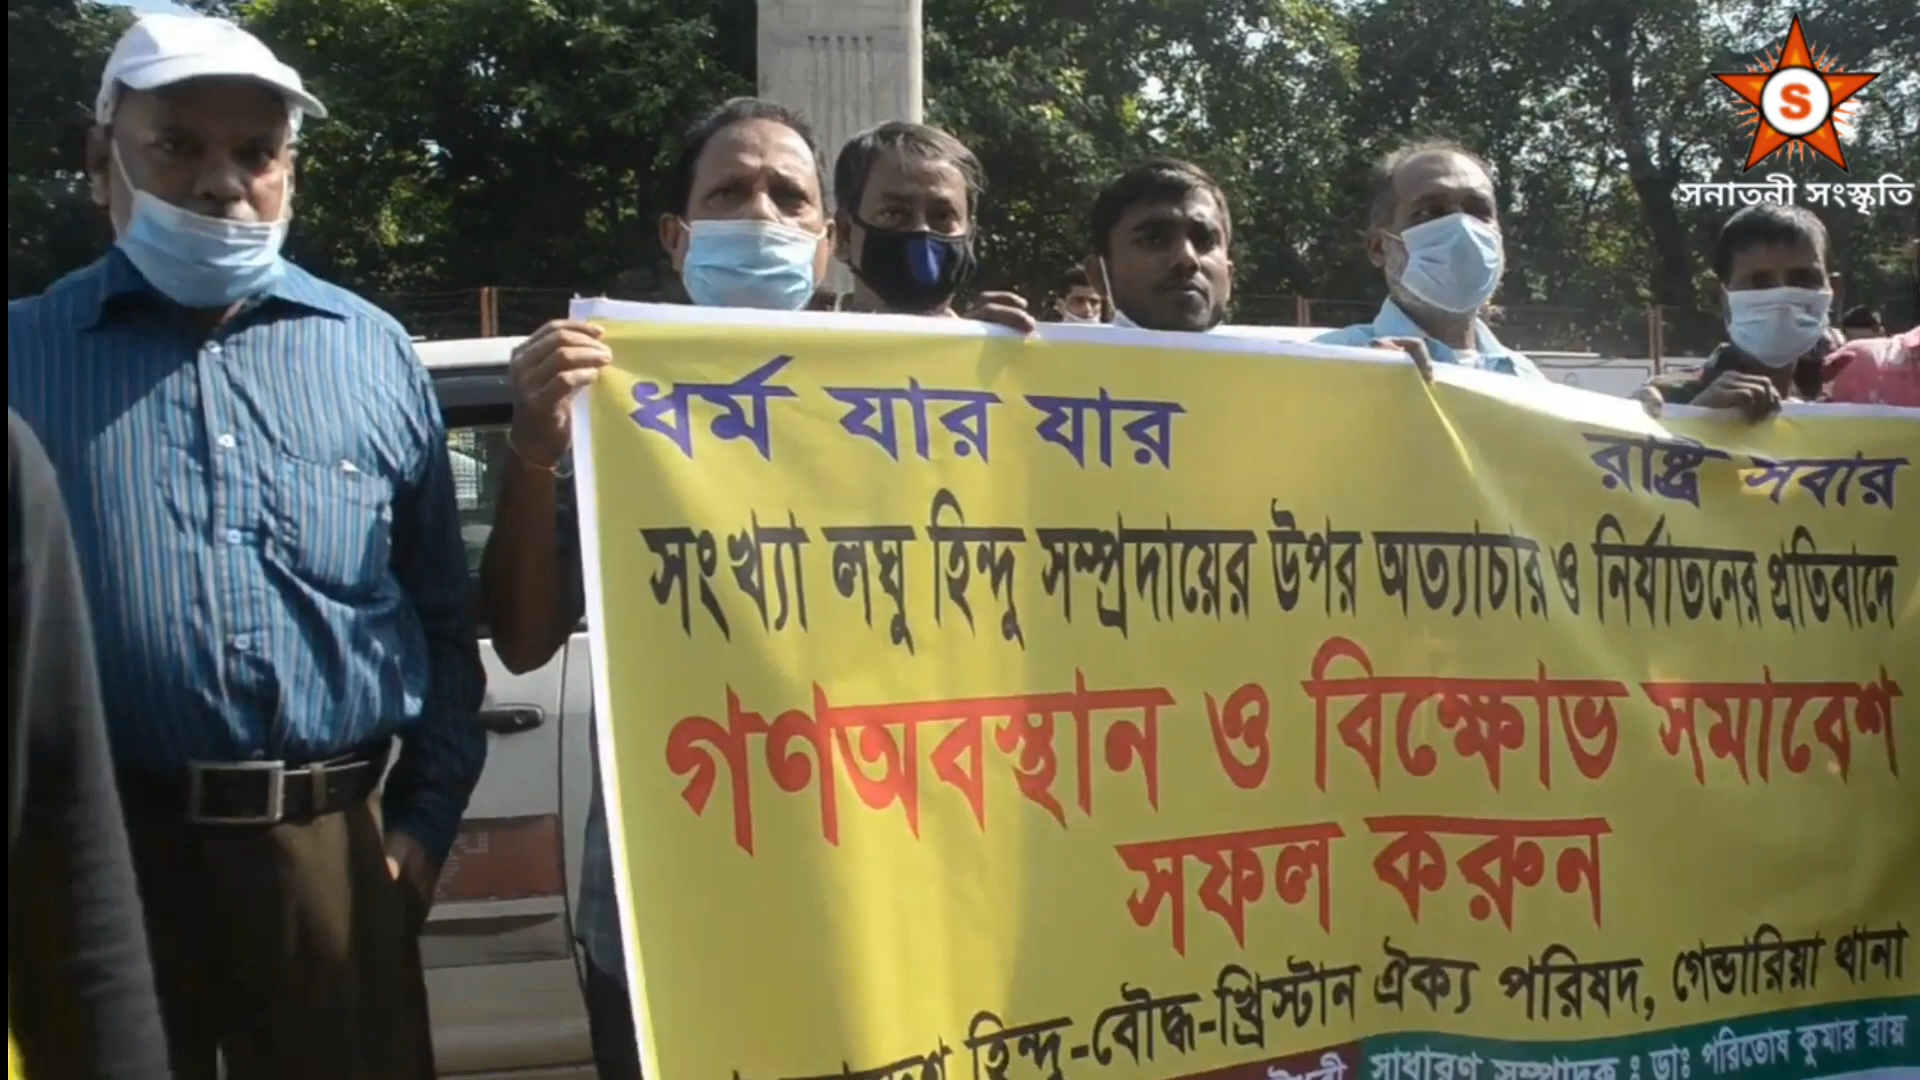 S
সনাতনী সংস্কৃতি
ধর্ম যার যার রাষ্ট্র সবার
সংখ্যা লঘু হিন্দু সম্প্রদায়ের উপর অত্যাচার ও নির্যাতনের প্রতিবাদে
গণঅবস্থান ও বিক্ষোভ সমাবেশ
সফল করুন
হিন্দু-বৌদ্ধ-খ্রিস্টান ঐক্য পরিষদ, গেন্ডারিয়া থানা
সাধারণ সম্পাদক : ডাঃ পরিতোষ কুমার রায়